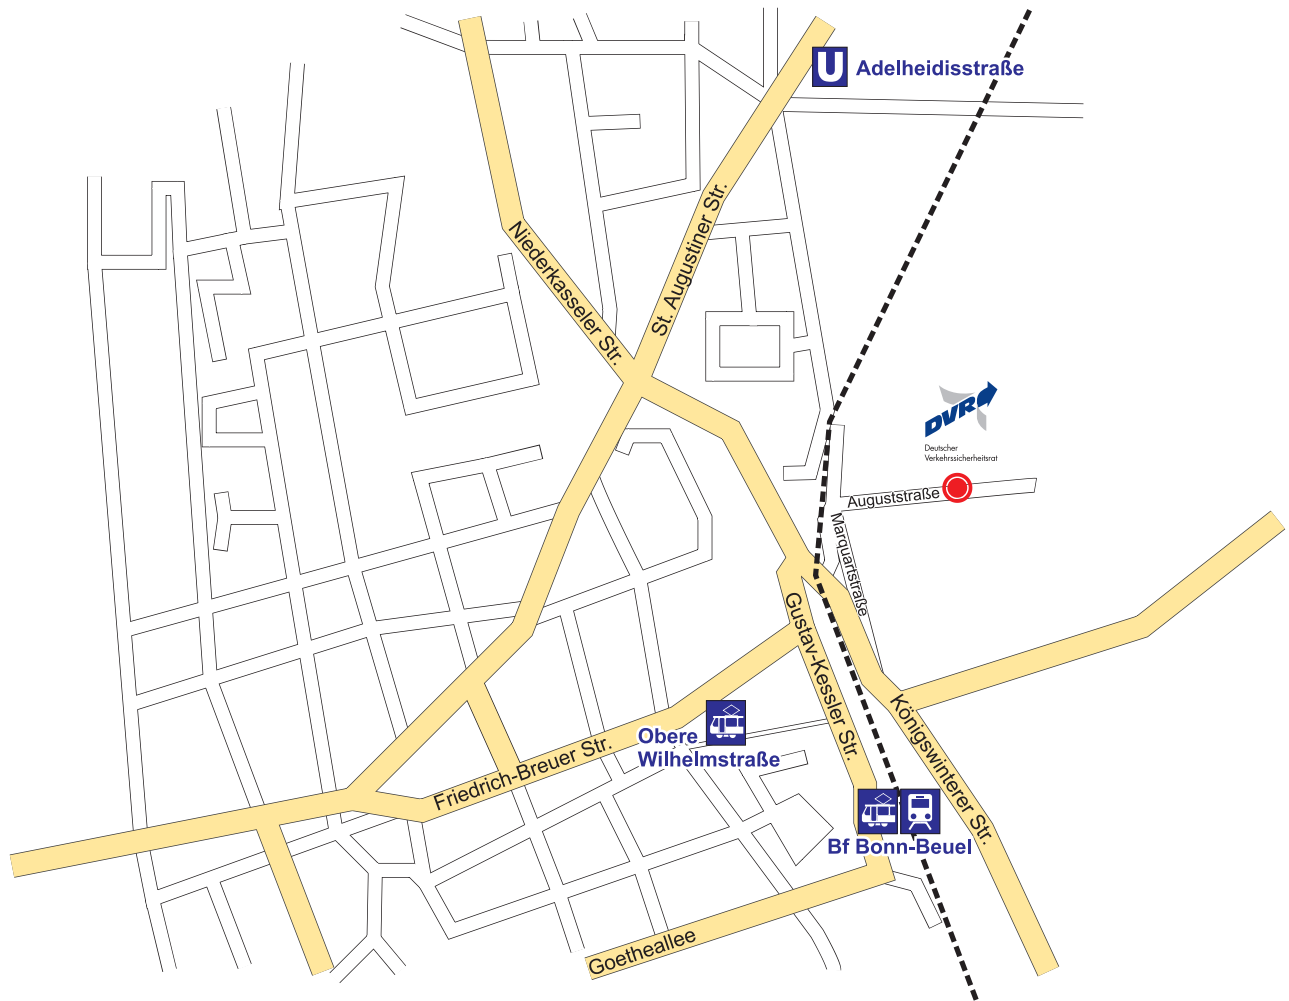 U Adelheidisstraße
Niederkasseler Str.
St. Augustiner Str.
DVR
Deutscher
Verkehrssicherheitsrat
Auguststraße
Marquartstraße
Gustav-Kessler Str.
Königswinterer Str.
Obere
Wilhelmstraße
Friedrich-Breuer Str.
Bf Bonn-Beuel
Goetheallee